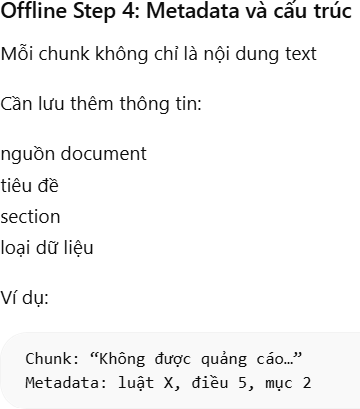 Offline Step 4: Metadata và cấu trúc
Mỗi chunk không chỉ là nội dung text
Cần lưu thêm thông tin:
nguồn document
tiêu đề
section
loại dữ liệu
Ví dụ:
Chunk: “Không được quảng cáo…”
Metadata: luật X, điều 5, mục 2